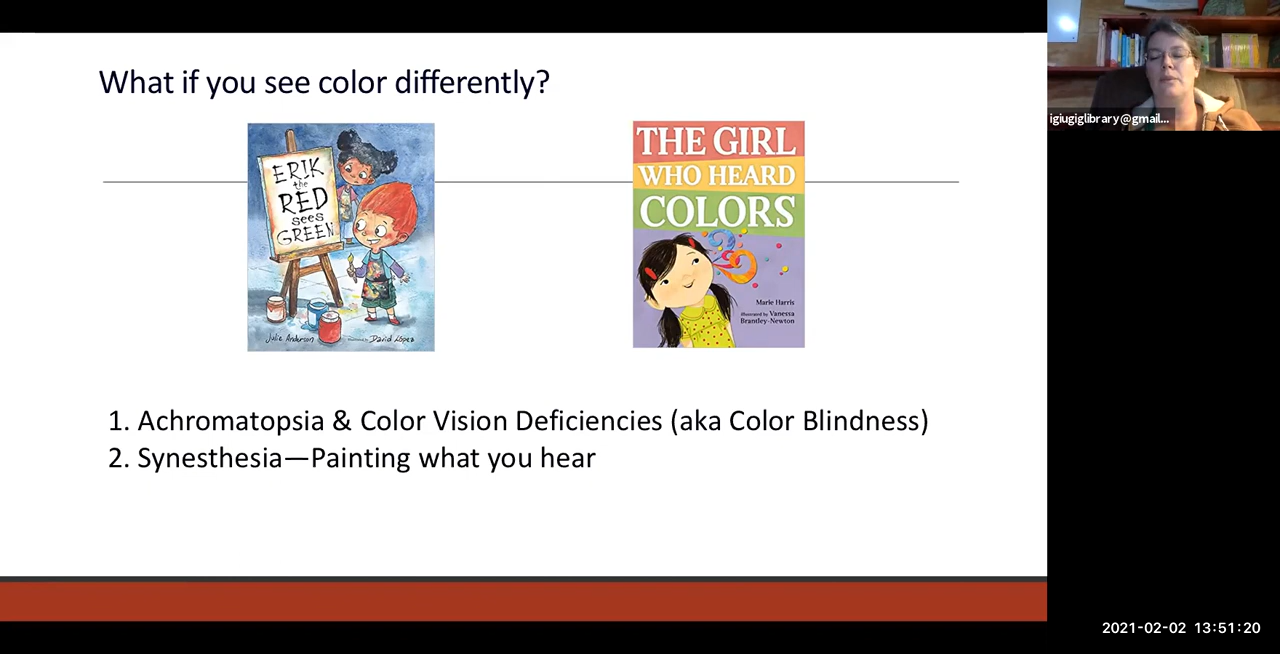 What if you see color differently?
ERIK
the
RED
sees
GREEN
Julie Anderson
David López
THE GIRL
WHO HEARD
COLORS
Marie Harris
Illustrated by Vanessa
Brantley-Newton
1. Achromatopsia & Color Vision Deficiencies (aka Color Blindness)
2. Synesthesia—Painting what you hear
igiugiglibrary@gmail...
2021-02-02 13:51:20